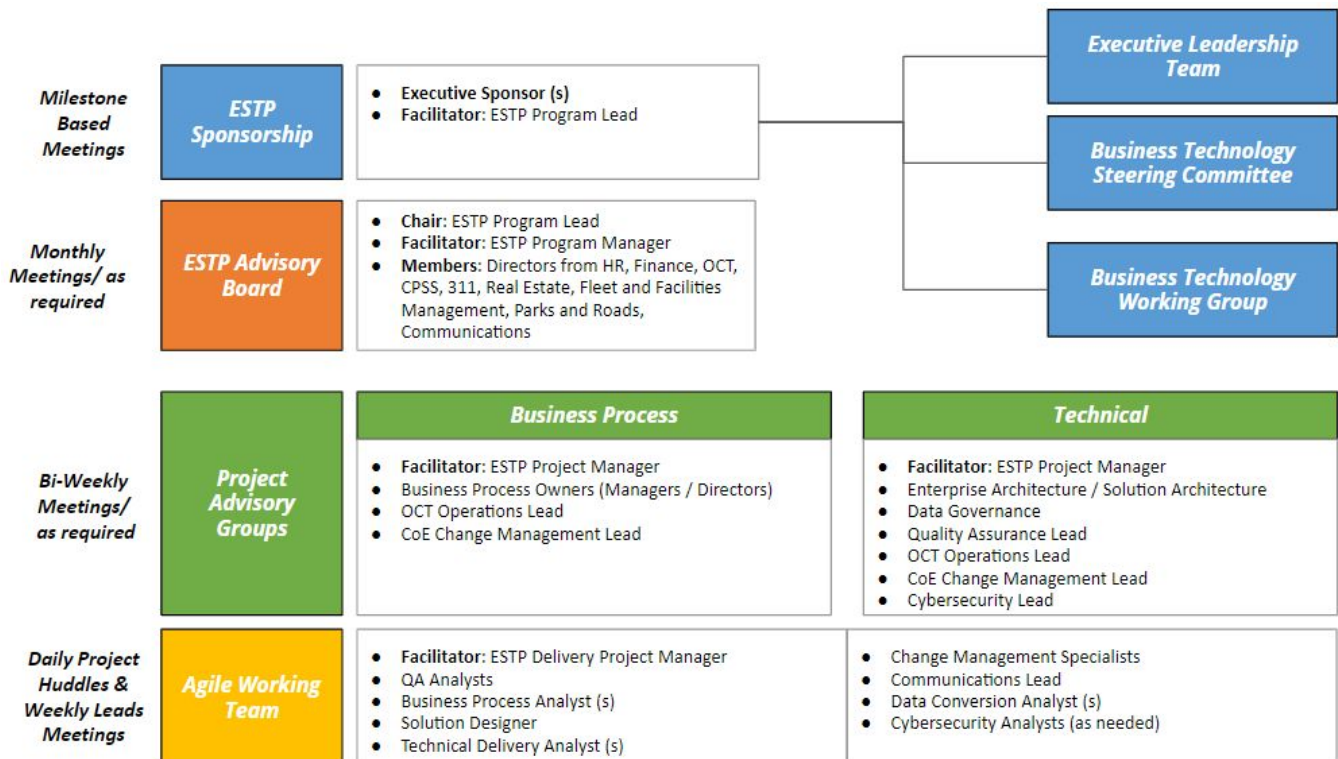 Milestone
Based
Meetings
ESTP
Sponsorship
● Executive Sponsor (s)
● Facilitator: ESTP Program Lead
Executive Leadership
Team
Business Technology
Steering Committee
Business Technology
Working Group
Monthly
Meetings/ as
required
ESTP Advisory
Board
● Chair: ESTP Program Lead
● Facilitator: ESTP Program Manager
● Members: Directors from HR, Finance, OCT,
CPSS, 311, Real Estate, Fleet and Facilities
Management, Parks and Roads,
Communications
Bi-Weekly
Meetings/
as required
Project
Advisory
Groups
Business Process
● Facilitator: ESTP Project Manager
● Business Process Owners (Managers / Directors)
● OCT Operations Lead
● CoE Change Management Lead
Technical
● Facilitator: ESTP Project Manager
● Enterprise Architecture / Solution Architecture
● Data Governance
● Quality Assurance Lead
● OCT Operations Lead
● CoE Change Management Lead
● Cybersecurity Lead
Daily Project
Huddles &
Weekly Leads
Meetings
Agile Working
Team
● Facilitator: ESTP Delivery Project Manager
● QA Analysts
● Business Process Analyst (s)
● Solution Designer
● Technical Delivery Analyst (s)
● Change Management Specialists
● Communications Lead
● Data Conversion Analyst (s)
● Cybersecurity Analysts (as needed)